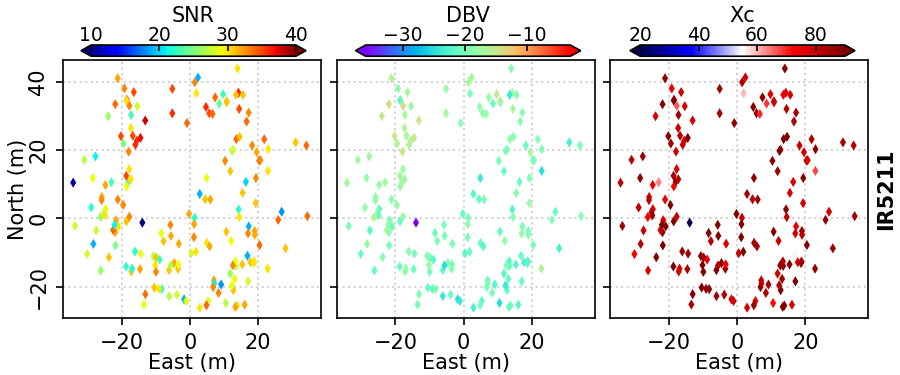 SNR DBV Xc
10 20 30 40 −30 −20 −10 20 40 60 80
40
20
0
−20
North (m)
IR5211
−20 0 20 −20 0 20 −20 0 20
East (m) East (m) East (m)